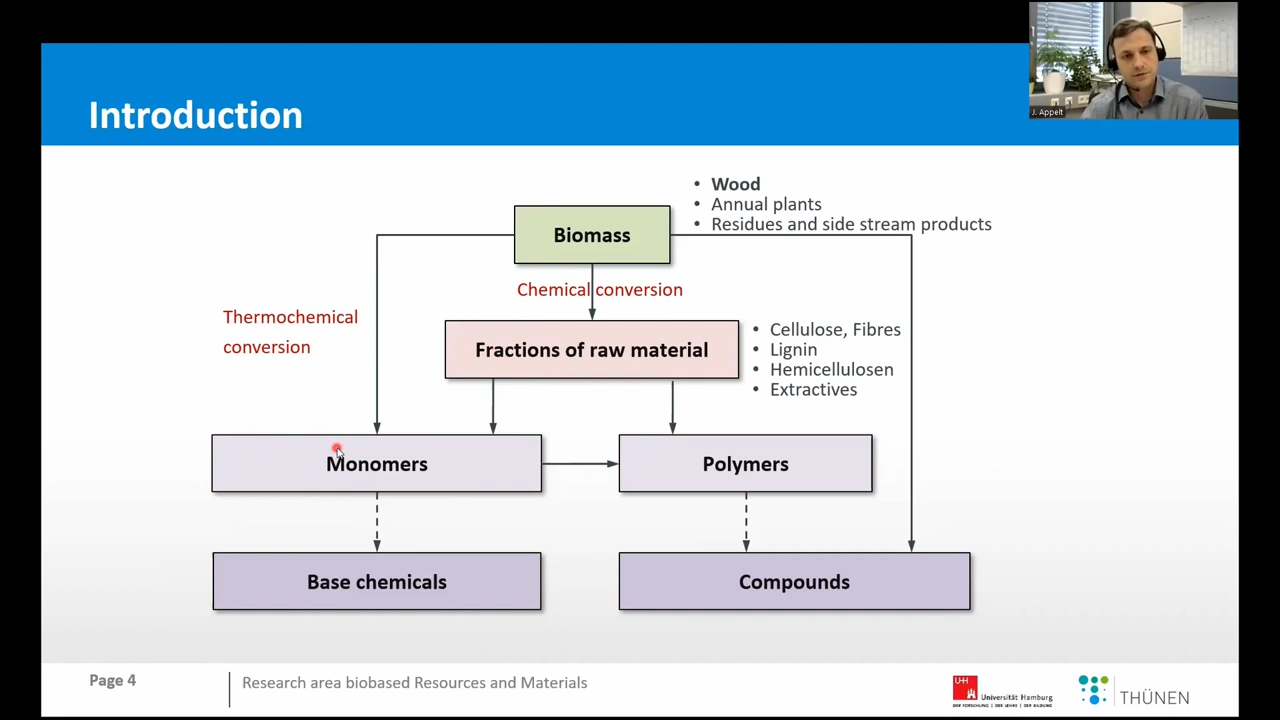 J. Appelt
Introduction
• Wood
• Annual plants
• Residues and side stream products
Biomass
Chemical conversion
Thermochemical
conversion
Fractions of raw material
• Cellulose, Fibres
• Lignin
• Hemicellulosen
• Extractives
Monomers
Polymers
Base chemicals
Compounds
Page 4
Research area biobased Resources and Materials
UH
Universität Hamburg
DER FORSCHUNG | DER LEHRE | DER BILDUNG
THÜNEN